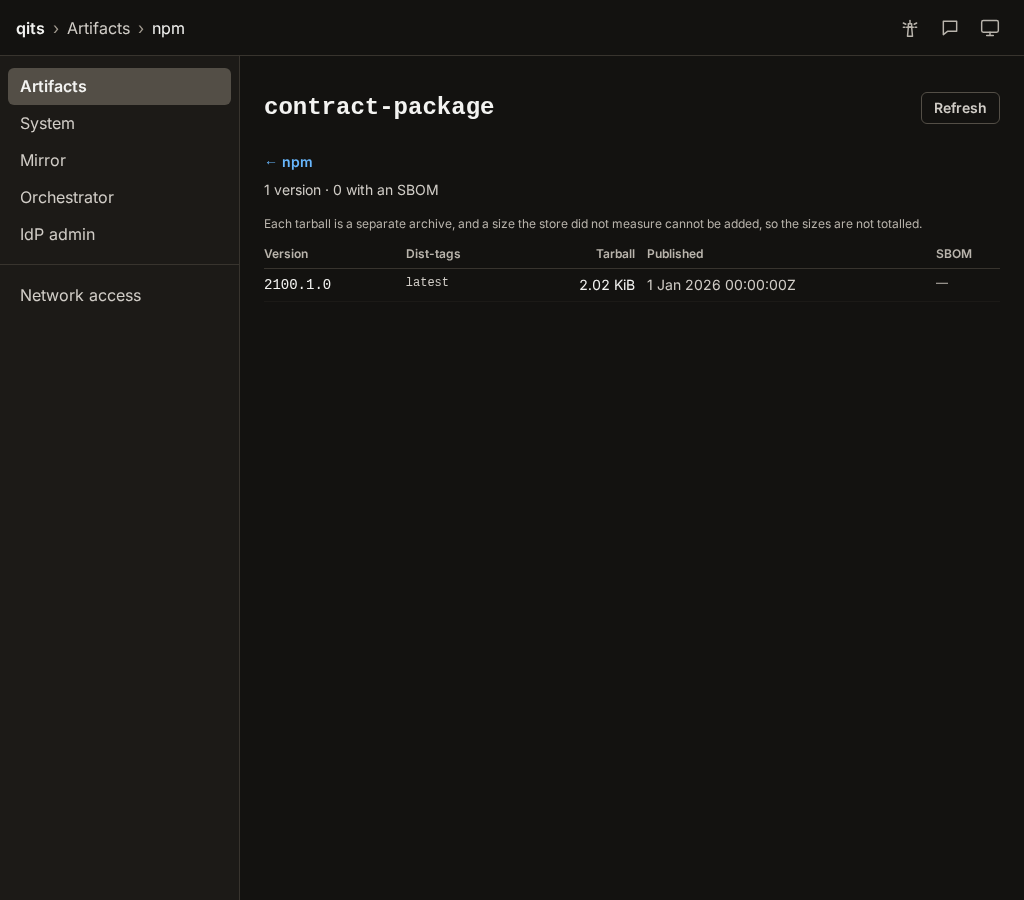 qits › Artifacts › npm
Artifacts
System
Mirror
Orchestrator
IdP admin
Network access
contract-package
Refresh
← npm
1 version · 0 with an SBOM
Each tarball is a separate archive, and a size the store did not measure cannot be added, so the sizes are not totalled.
Version Dist-tags Tarball Published SBOM
2100.1.0 latest 2.02 KiB 1 Jan 2026 00:00:00Z —